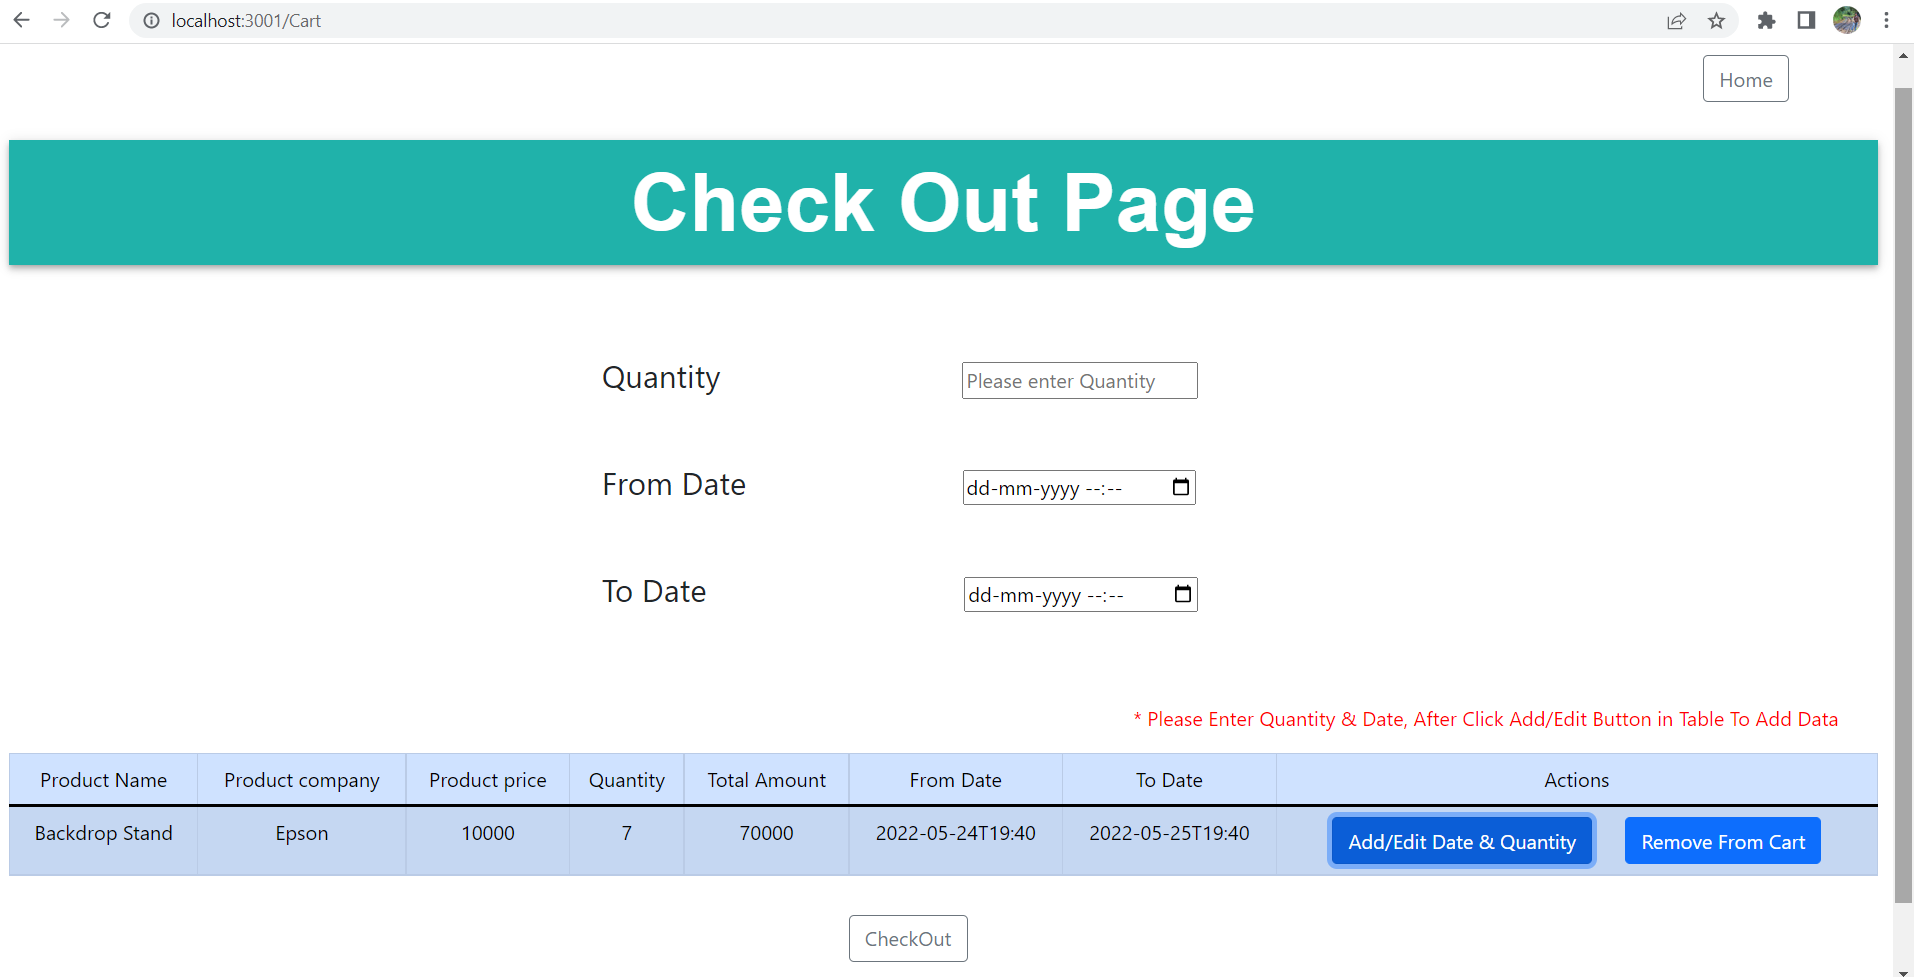 localhost:3001/Cart
Home
Check Out Page
Quantity
Please enter Quantity
From Date
dd-mm-yyyy --:--
To Date
dd-mm-yyyy --:--
* Please Enter Quantity & Date, After Click Add/Edit Button in Table To Add Data
Product Name Product company Product price Quantity Total Amount From Date To Date Actions
Backdrop Stand Epson 10000 7 70000 2022-05-24T19:40 2022-05-25T19:40 Add/Edit Date & Quantity Remove From Cart
CheckOut